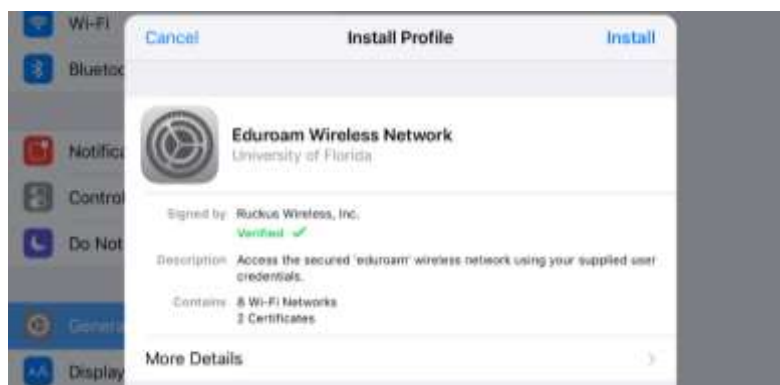 Wi-Fi
Bluetoo
Notifica
Control
Do Not
General
Display
Cancel
Install Profile
Install
Eduroam Wireless Network
University of Florida
Signed by Ruckus Wireless, Inc.
Verified
Description Access the secured 'eduroam' wireless network using your supplied user
credentials.
Contains 8 Wi-Fi Networks
2 Certificates
More Details